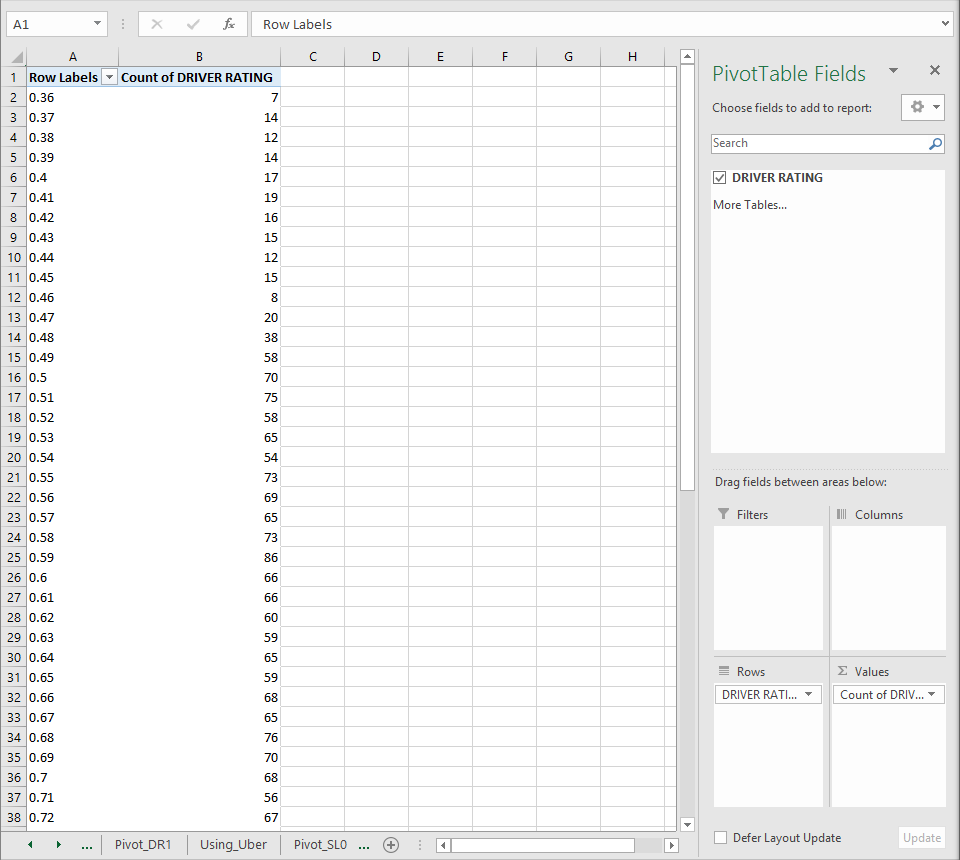 A1
fx
Row Labels
A B C D E F G H
1 Row Labels Count of DRIVER RATING
2 0.36 7
3 0.37 14
4 0.38 12
5 0.39 14
6 0.4 17
7 0.41 19
8 0.42 16
9 0.43 15
10 0.44 12
11 0.45 15
12 0.46 8
13 0.47 20
14 0.48 38
15 0.49 58
16 0.5 70
17 0.51 75
18 0.52 58
19 0.53 65
20 0.54 54
21 0.55 73
22 0.56 69
23 0.57 65
24 0.58 73
25 0.59 86
26 0.6 66
27 0.61 66
28 0.62 60
29 0.63 59
30 0.64 65
31 0.65 59
32 0.66 68
33 0.67 65
34 0.68 76
35 0.69 70
36 0.7 68
37 0.71 56
38 0.72 67
... Pivot_DR1 Using_Uber Pivot_SL0 ...
PivotTable Fields
Choose fields to add to report:
Search
DRIVER RATING
More Tables...
Drag fields between areas below:
Filters
Columns
Rows
Σ Values
DRIVER RATI...
Count of DRIV...
Defer Layout Update
Update